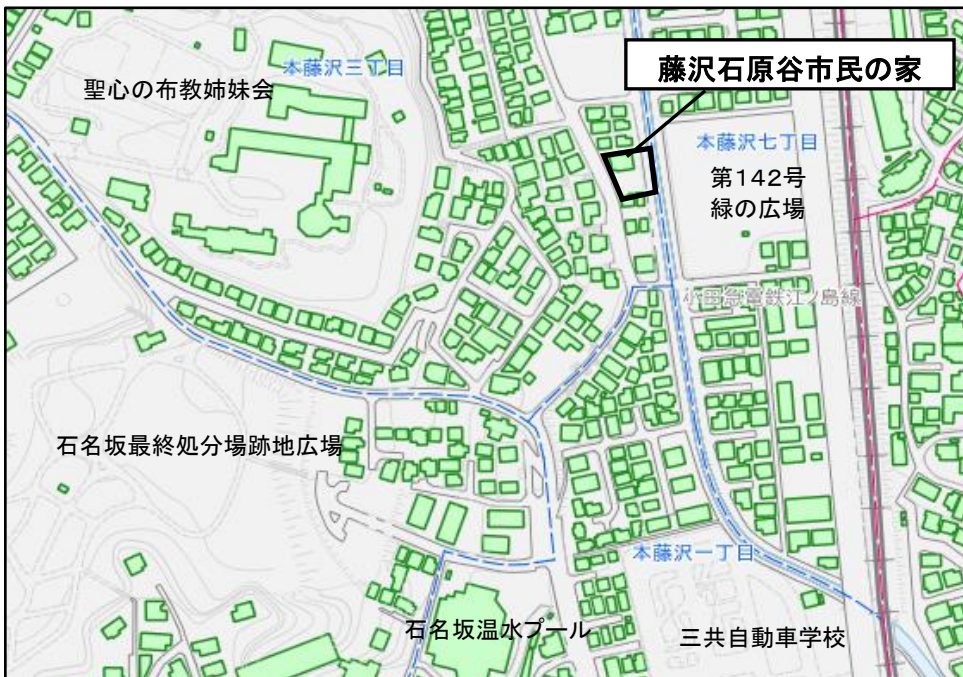 藤沢石原谷市民の家
本藤沢三丁目
聖心の布教姉妹会
本藤沢七丁目
第142号
緑の広場
小田急電鉄江ノ島線
石名坂最終処分場跡地広場
本藤沢一丁目
石名坂温水プール
三共自動車学校